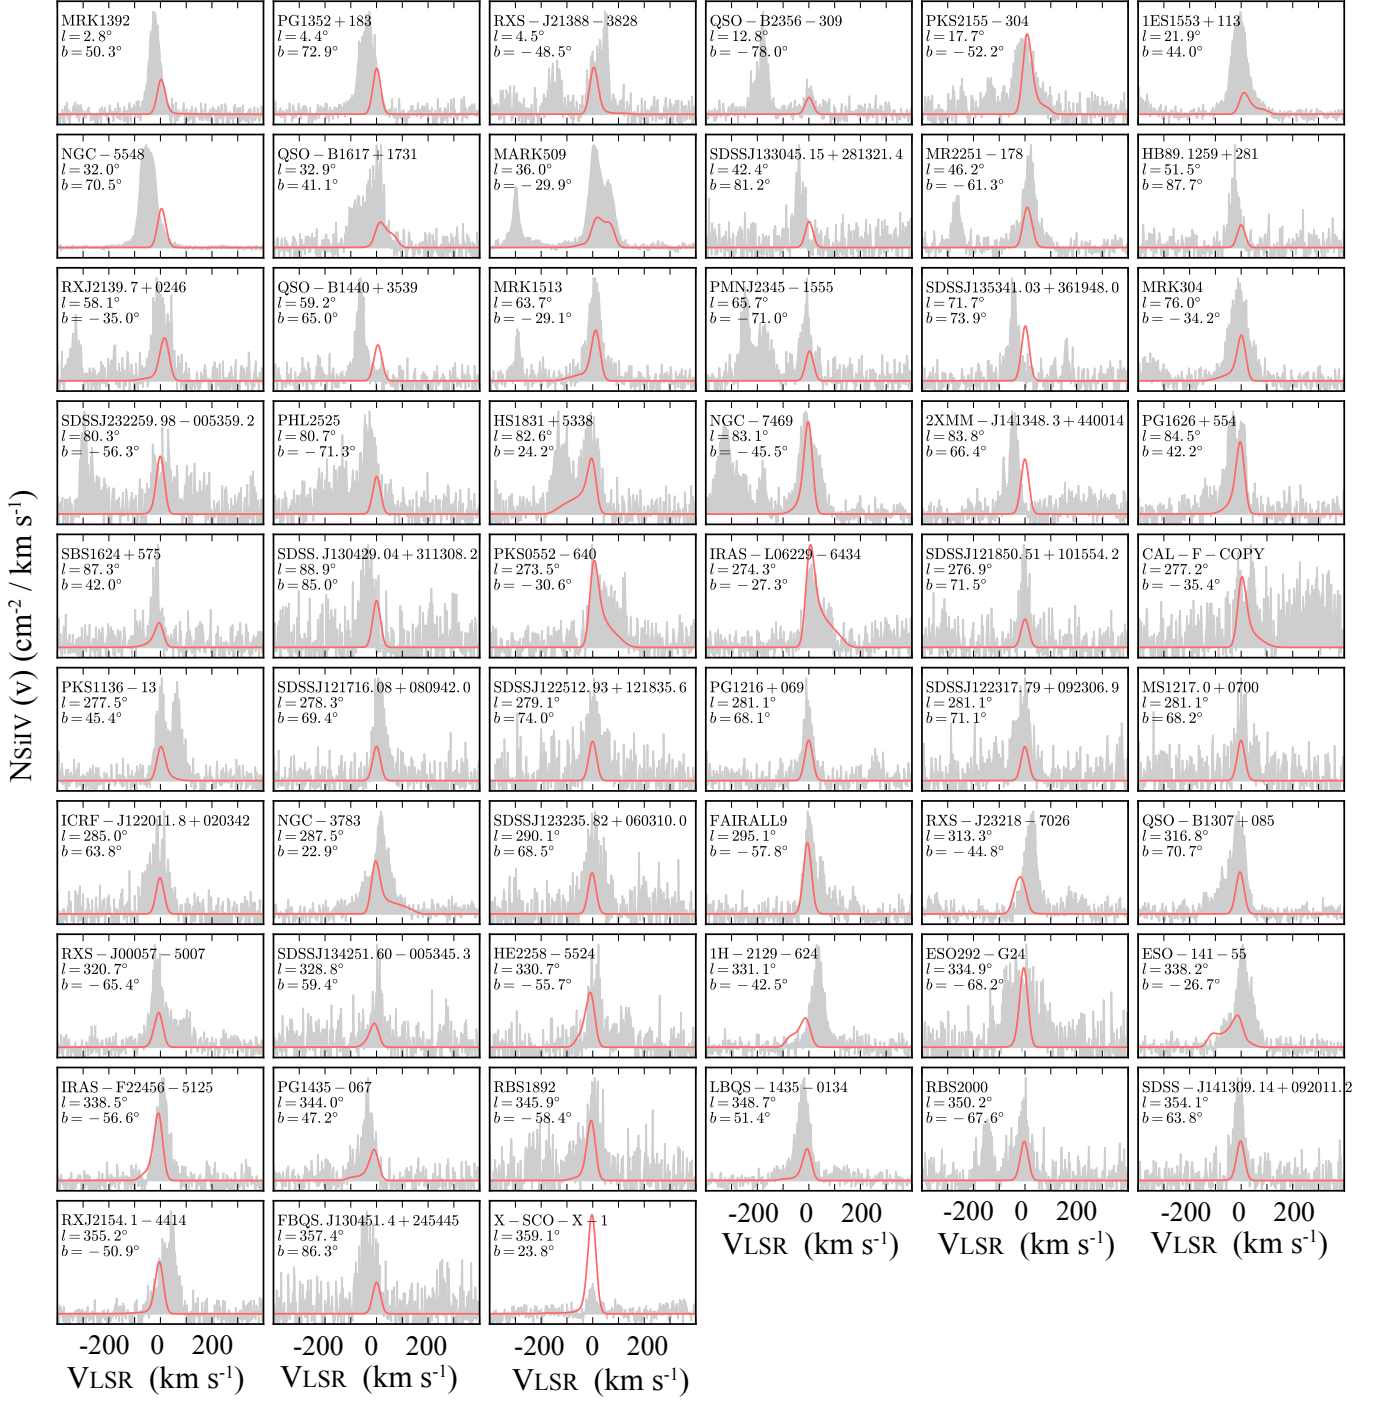 MRK1392
l = 2.8°
b = 50.3°
PG1352 + 183
l = 4.4°
b = 72.9°
RXS − J21388 − 3828
l = 4.5°
b = − 48.5°
QSO − B2356 − 309
l = 12.8°
b = − 78.0°
PKS2155 − 304
l = 17.7°
b = − 52.2°
1ES1553 + 113
l = 21.9°
b = 44.0°
NGC − 5548
l = 32.0°
b = 70.5°
QSO − B1617 + 1731
l = 32.9°
b = 41.1°
MARK509
l = 36.0°
b = − 29.9°
SDSSJ133045.15 + 281321.4
l = 42.4°
b = 81.2°
MR2251 − 178
l = 46.2°
b = − 61.3°
HB89.1259 + 281
l = 51.5°
b = 87.7°
RXJ2139.7 + 0246
l = 58.1°
b = − 35.0°
QSO − B1440 + 3539
l = 59.2°
b = 65.0°
MRK1513
l = 63.7°
b = − 29.1°
PMNJ2345 − 1555
l = 65.7°
b = − 71.0°
SDSSJ135341.03 + 361948.0
l = 71.7°
b = 73.9°
MRK304
l = 76.0°
b = − 34.2°
SDSSJ232259.98 − 005359.2
l = 80.3°
b = − 56.3°
PHL2525
l = 80.7°
b = − 71.3°
HS1831 + 5338
l = 82.6°
b = 24.2°
NGC − 7469
l = 83.1°
b = − 45.5°
2XMM − J141348.3 + 440014
l = 83.8°
b = 66.4°
PG1626 + 554
l = 84.5°
b = 42.2°
NSiIV (v) (cm-2 / km s-1)
SBS1624 + 575
l = 87.3°
b = 42.0°
SDSS.J130429.04 + 311308.2
l = 88.9°
b = 85.0°
PKS0552 − 640
l = 273.5°
b = − 30.6°
IRAS − L06229 − 6434
l = 274.3°
b = − 27.3°
SDSSJ121850.51 + 101554.2
l = 276.9°
b = 71.5°
CAL − F − COPY
l = 277.2°
b = − 35.4°
PKS1136 − 13
l = 277.5°
b = 45.4°
SDSSJ121716.08 + 080942.0
l = 278.3°
b = 69.4°
SDSSJ122512.93 + 121835.6
l = 279.1°
b = 74.0°
PG1216 + 069
l = 281.1°
b = 68.1°
SDSSJ122317.79 + 092306.9
l = 281.1°
b = 71.1°
MS1217.0 + 0700
l = 281.1°
b = 68.2°
ICRF − J122011.8 + 020342
l = 285.0°
b = 63.8°
NGC − 3783
l = 287.5°
b = 22.9°
SDSSJ123235.82 + 060310.0
l = 290.1°
b = 68.5°
FAIRALL9
l = 295.1°
b = − 57.8°
RXS − J23218 − 7026
l = 313.3°
b = − 44.8°
QSO − B1307 + 085
l = 316.8°
b = 70.7°
RXS − J00057 − 5007
l = 320.7°
b = − 65.4°
SDSSJ134251.60 − 005345.3
l = 328.8°
b = 59.4°
HE2258 − 5524
l = 330.7°
b = − 55.7°
1H − 2129 − 624
l = 331.1°
b = − 42.5°
ESO292 − G24
l = 334.9°
b = − 68.2°
ESO − 141 − 55
l = 338.2°
b = − 26.7°
IRAS − F22456 − 5125
l = 338.5°
b = − 56.6°
PG1435 − 067
l = 344.0°
b = 47.2°
RBS1892
l = 345.9°
b = − 58.4°
LBQS − 1435 − 0134
l = 348.7°
b = 51.4°
RBS2000
l = 350.2°
b = − 67.6°
SDSS − J141309.14 + 092011.2
l = 354.1°
b = 63.8°
RXJ2154.1 − 4414
l = 355.2°
b = − 50.9°
FBQS.J130451.4 + 245445
l = 357.4°
b = 86.3°
X − SCO − X − 1
l = 359.1°
b = 23.8°
-200 0 200
VLSR (km s-1)
-200 0 200
VLSR (km s-1)
-200 0 200
VLSR (km s-1)
-200 0 200
VLSR (km s-1)
-200 0 200
VLSR (km s-1)
-200 0 200
VLSR (km s-1)